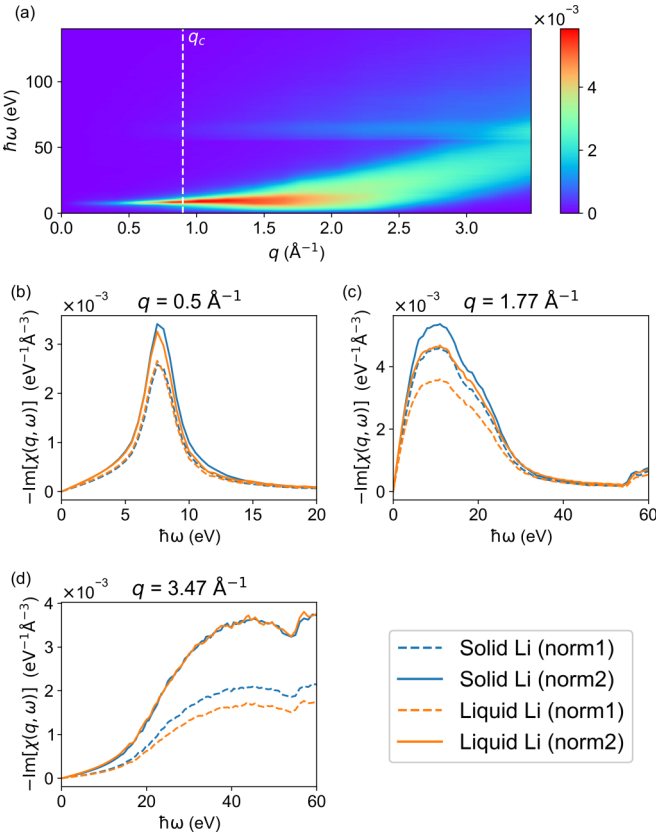 (a)
×10⁻³
q_c
ħω (eV)
100
50
0
0.0 0.5 1.0 1.5 2.0 2.5 3.0
q (Å⁻¹)
4
2
0
(b)
×10⁻³
q = 0.5 Å⁻¹
−Im[χ(q, ω)] (eV⁻¹Å⁻³)
3
2
1
0
0 5 10 15 20
ħω (eV)
(c)
×10⁻³
q = 1.77 Å⁻¹
−Im[χ(q, ω)] (eV⁻¹Å⁻³)
4
2
0
0 20 40 60
ħω (eV)
(d)
×10⁻³
q = 3.47 Å⁻¹
−Im[χ(q, ω)] (eV⁻¹Å⁻³)
4
3
2
1
0
0 20 40 60
ħω (eV)
Solid Li (norm1)
Solid Li (norm2)
Liquid Li (norm1)
Liquid Li (norm2)